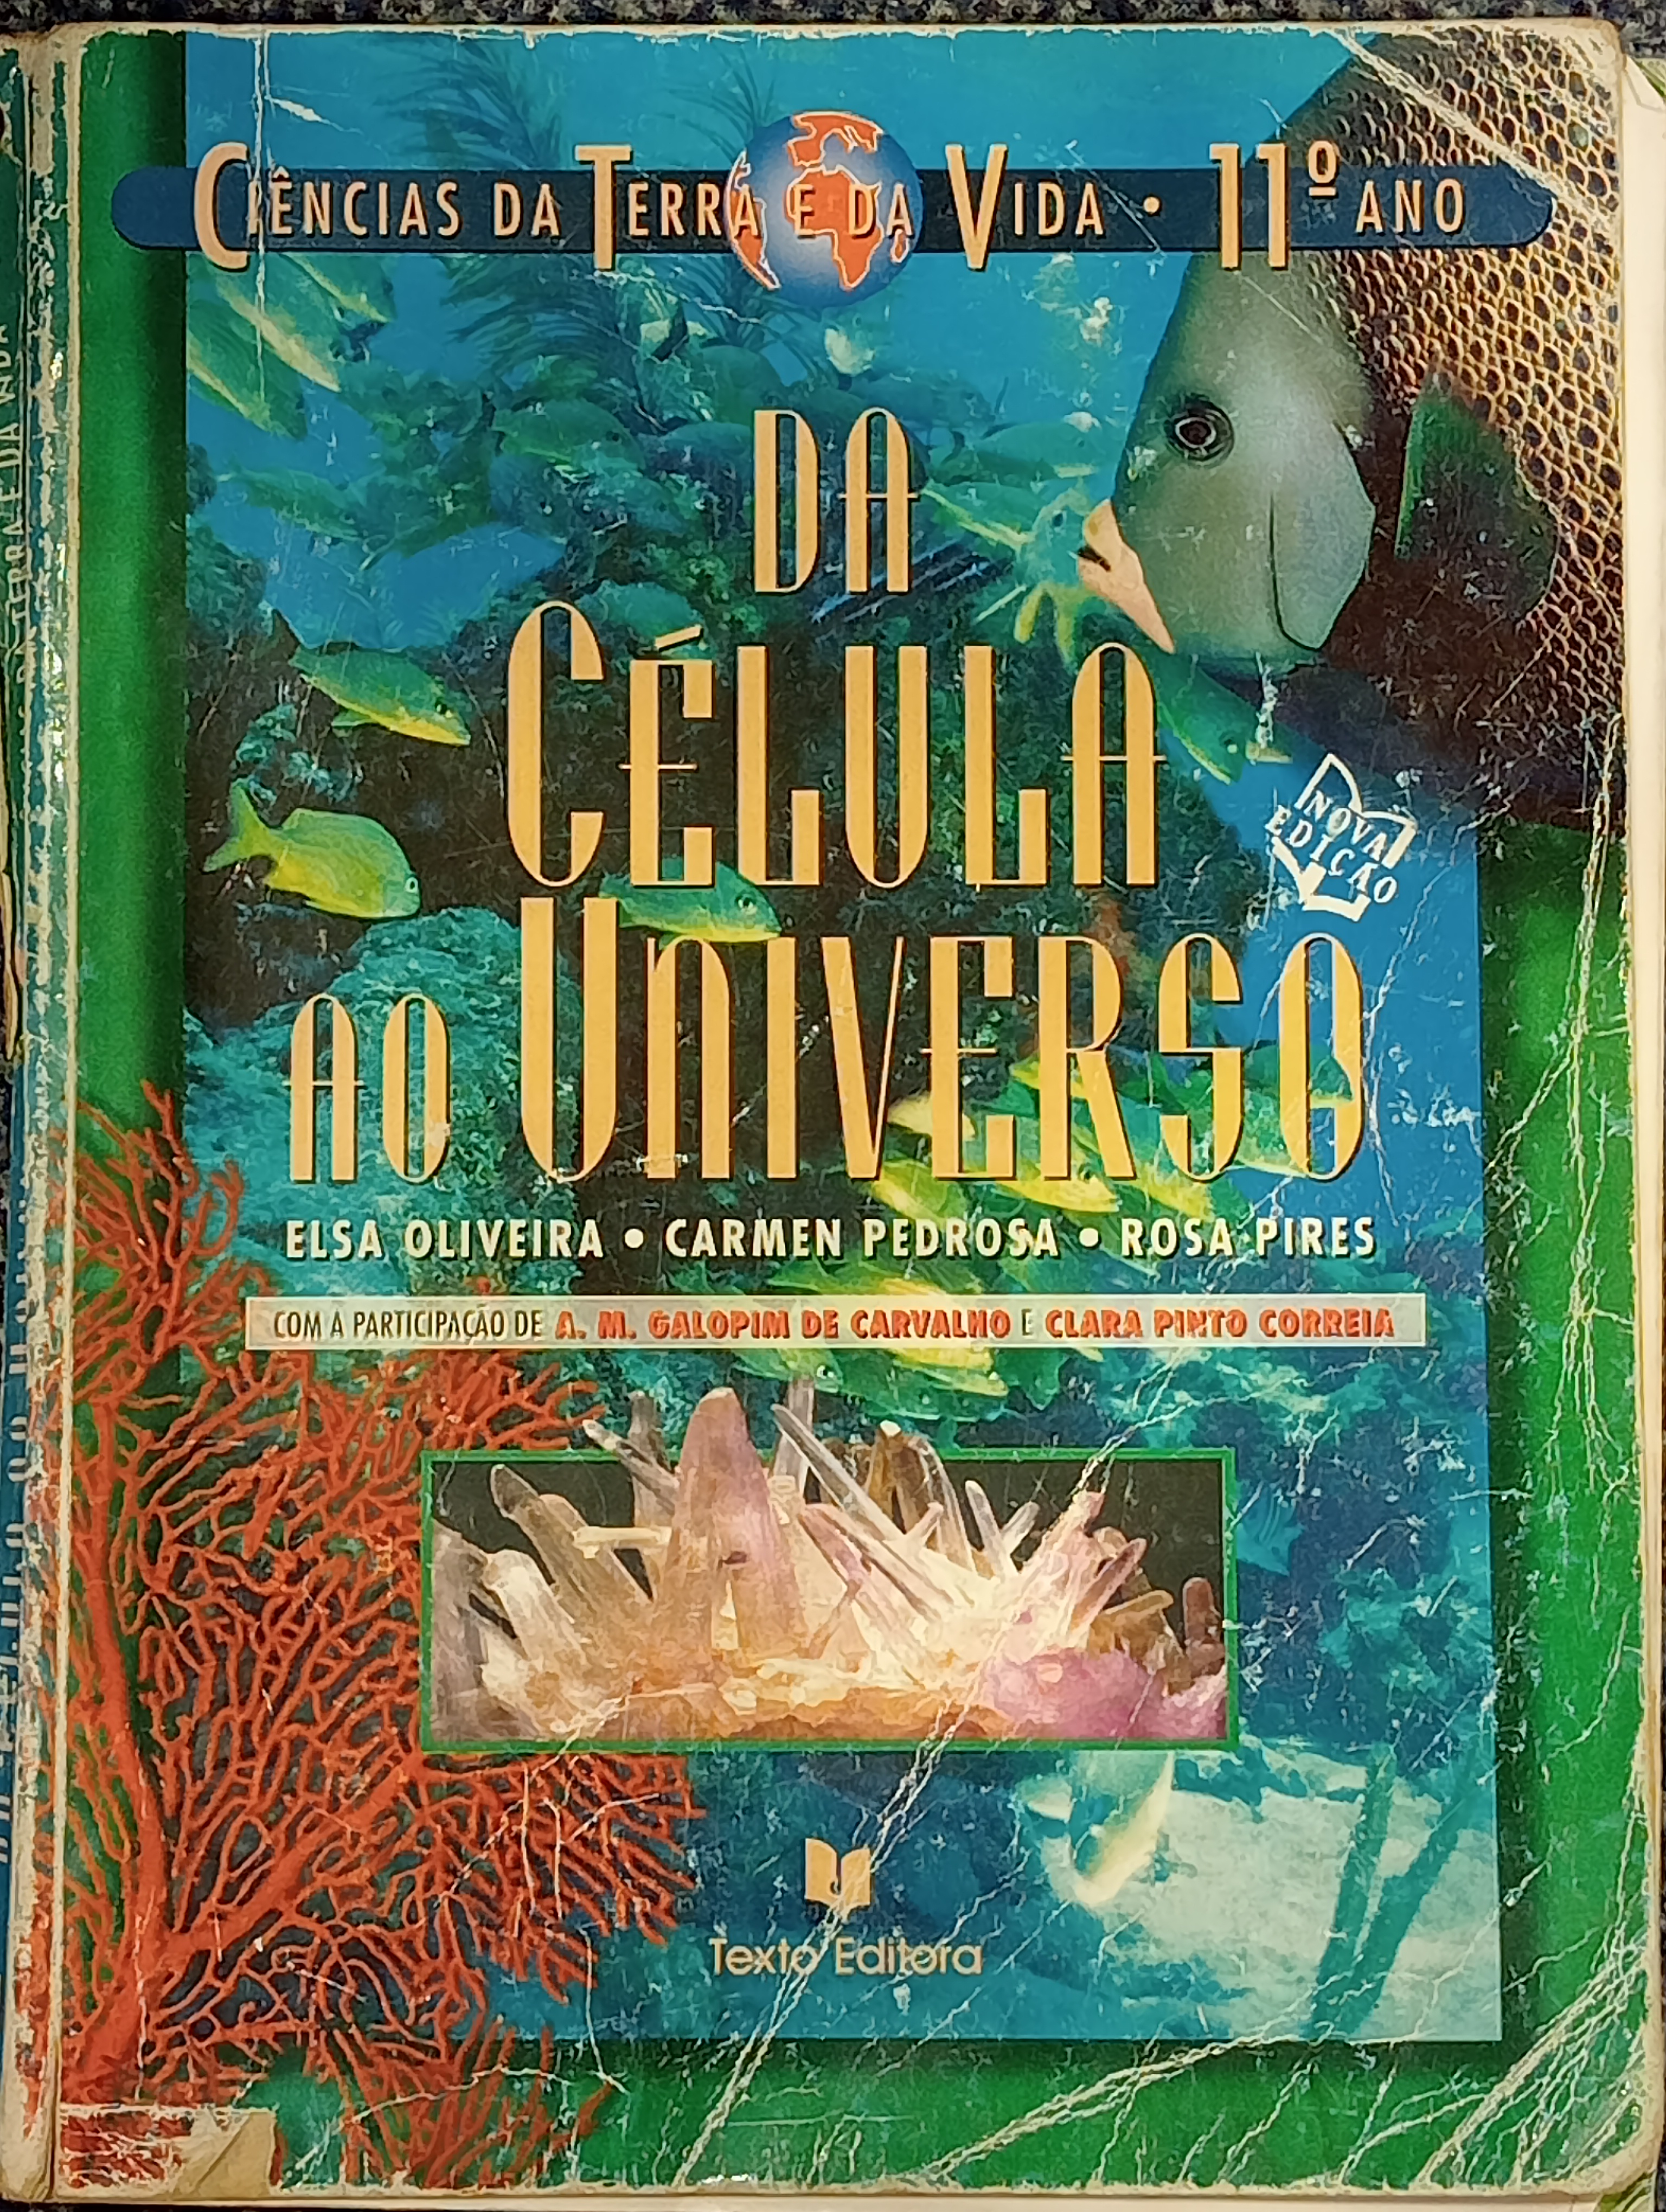 CIÊNCIAS DA TERRA E DA VIDA • 11º ANO
DA
CÉLULA
AO UNIVERSO
NOVA
EDIÇÃO
ELSA OLIVEIRA • CARMEN PEDROSA • ROSA PIRES
COM A PARTICIPAÇÃO DE A. M. GALOPIM DE CARVALHO E CLARA PINTO CORREIA
Texto Editora